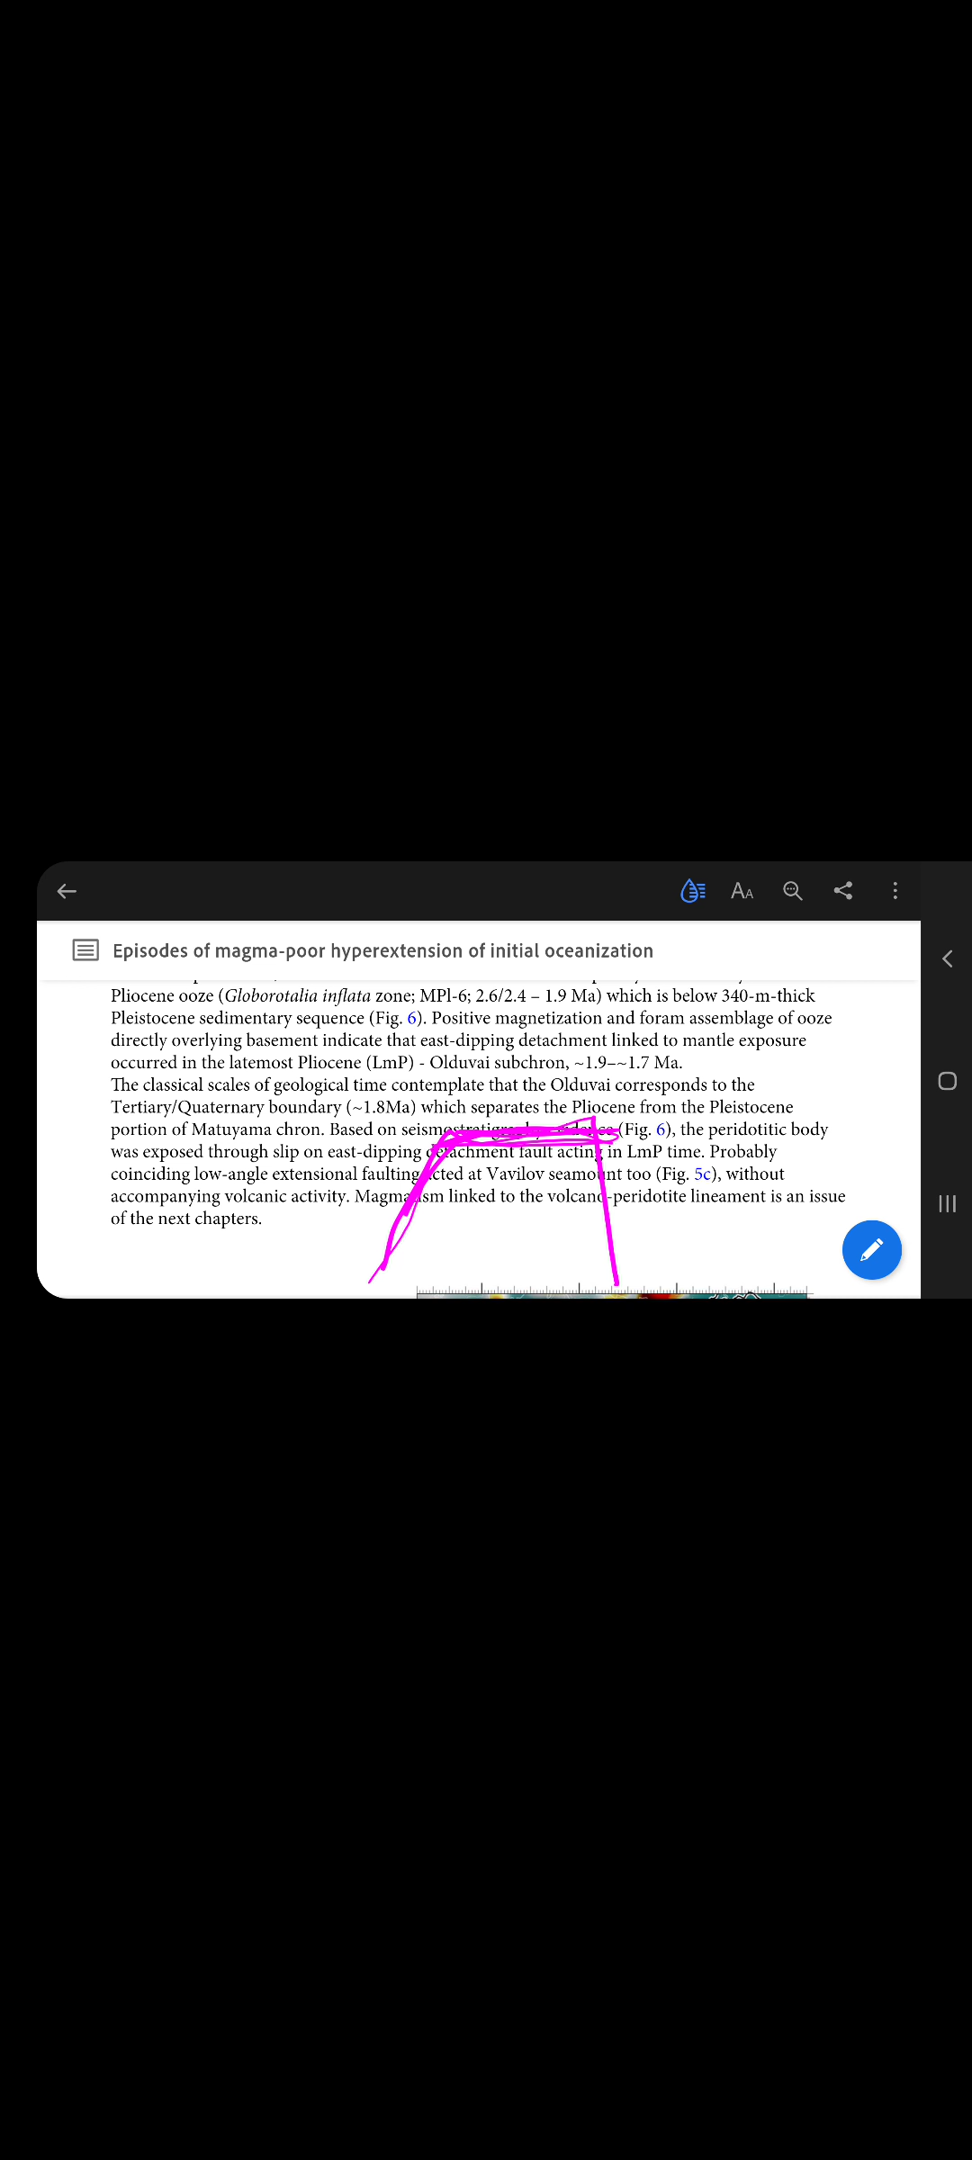 AA
Episodes of magma-poor hyperextension of initial oceanization
Pliocene ooze (Globorotalia inflata zone; MPl-6; 2.6/2.4 – 1.9 Ma) which is below 340-m-thick
Pleistocene sedimentary sequence (Fig. 6). Positive magnetization and foram assemblage of ooze
directly overlying basement indicate that east-dipping detachment linked to mantle exposure
occurred in the latemost Pliocene (LmP) - Olduvai subchron, ~1.9–~1.7 Ma.
The classical scales of geological time contemplate that the Olduvai corresponds to the
Tertiary/Quaternary boundary (~1.8Ma) which separates the Pliocene from the Pleistocene
portion of Matuyama chron. Based on seismostratigraphy evidence (Fig. 6), the peridotitic body
was exposed through slip on east-dipping detachment fault acting in LmP time. Probably
coinciding low-angle extensional faulting acted at Vavilov seamount too (Fig. 5c), without
accompanying volcanic activity. Magmatism linked to the volcano-peridotite lineament is an issue
of the next chapters.